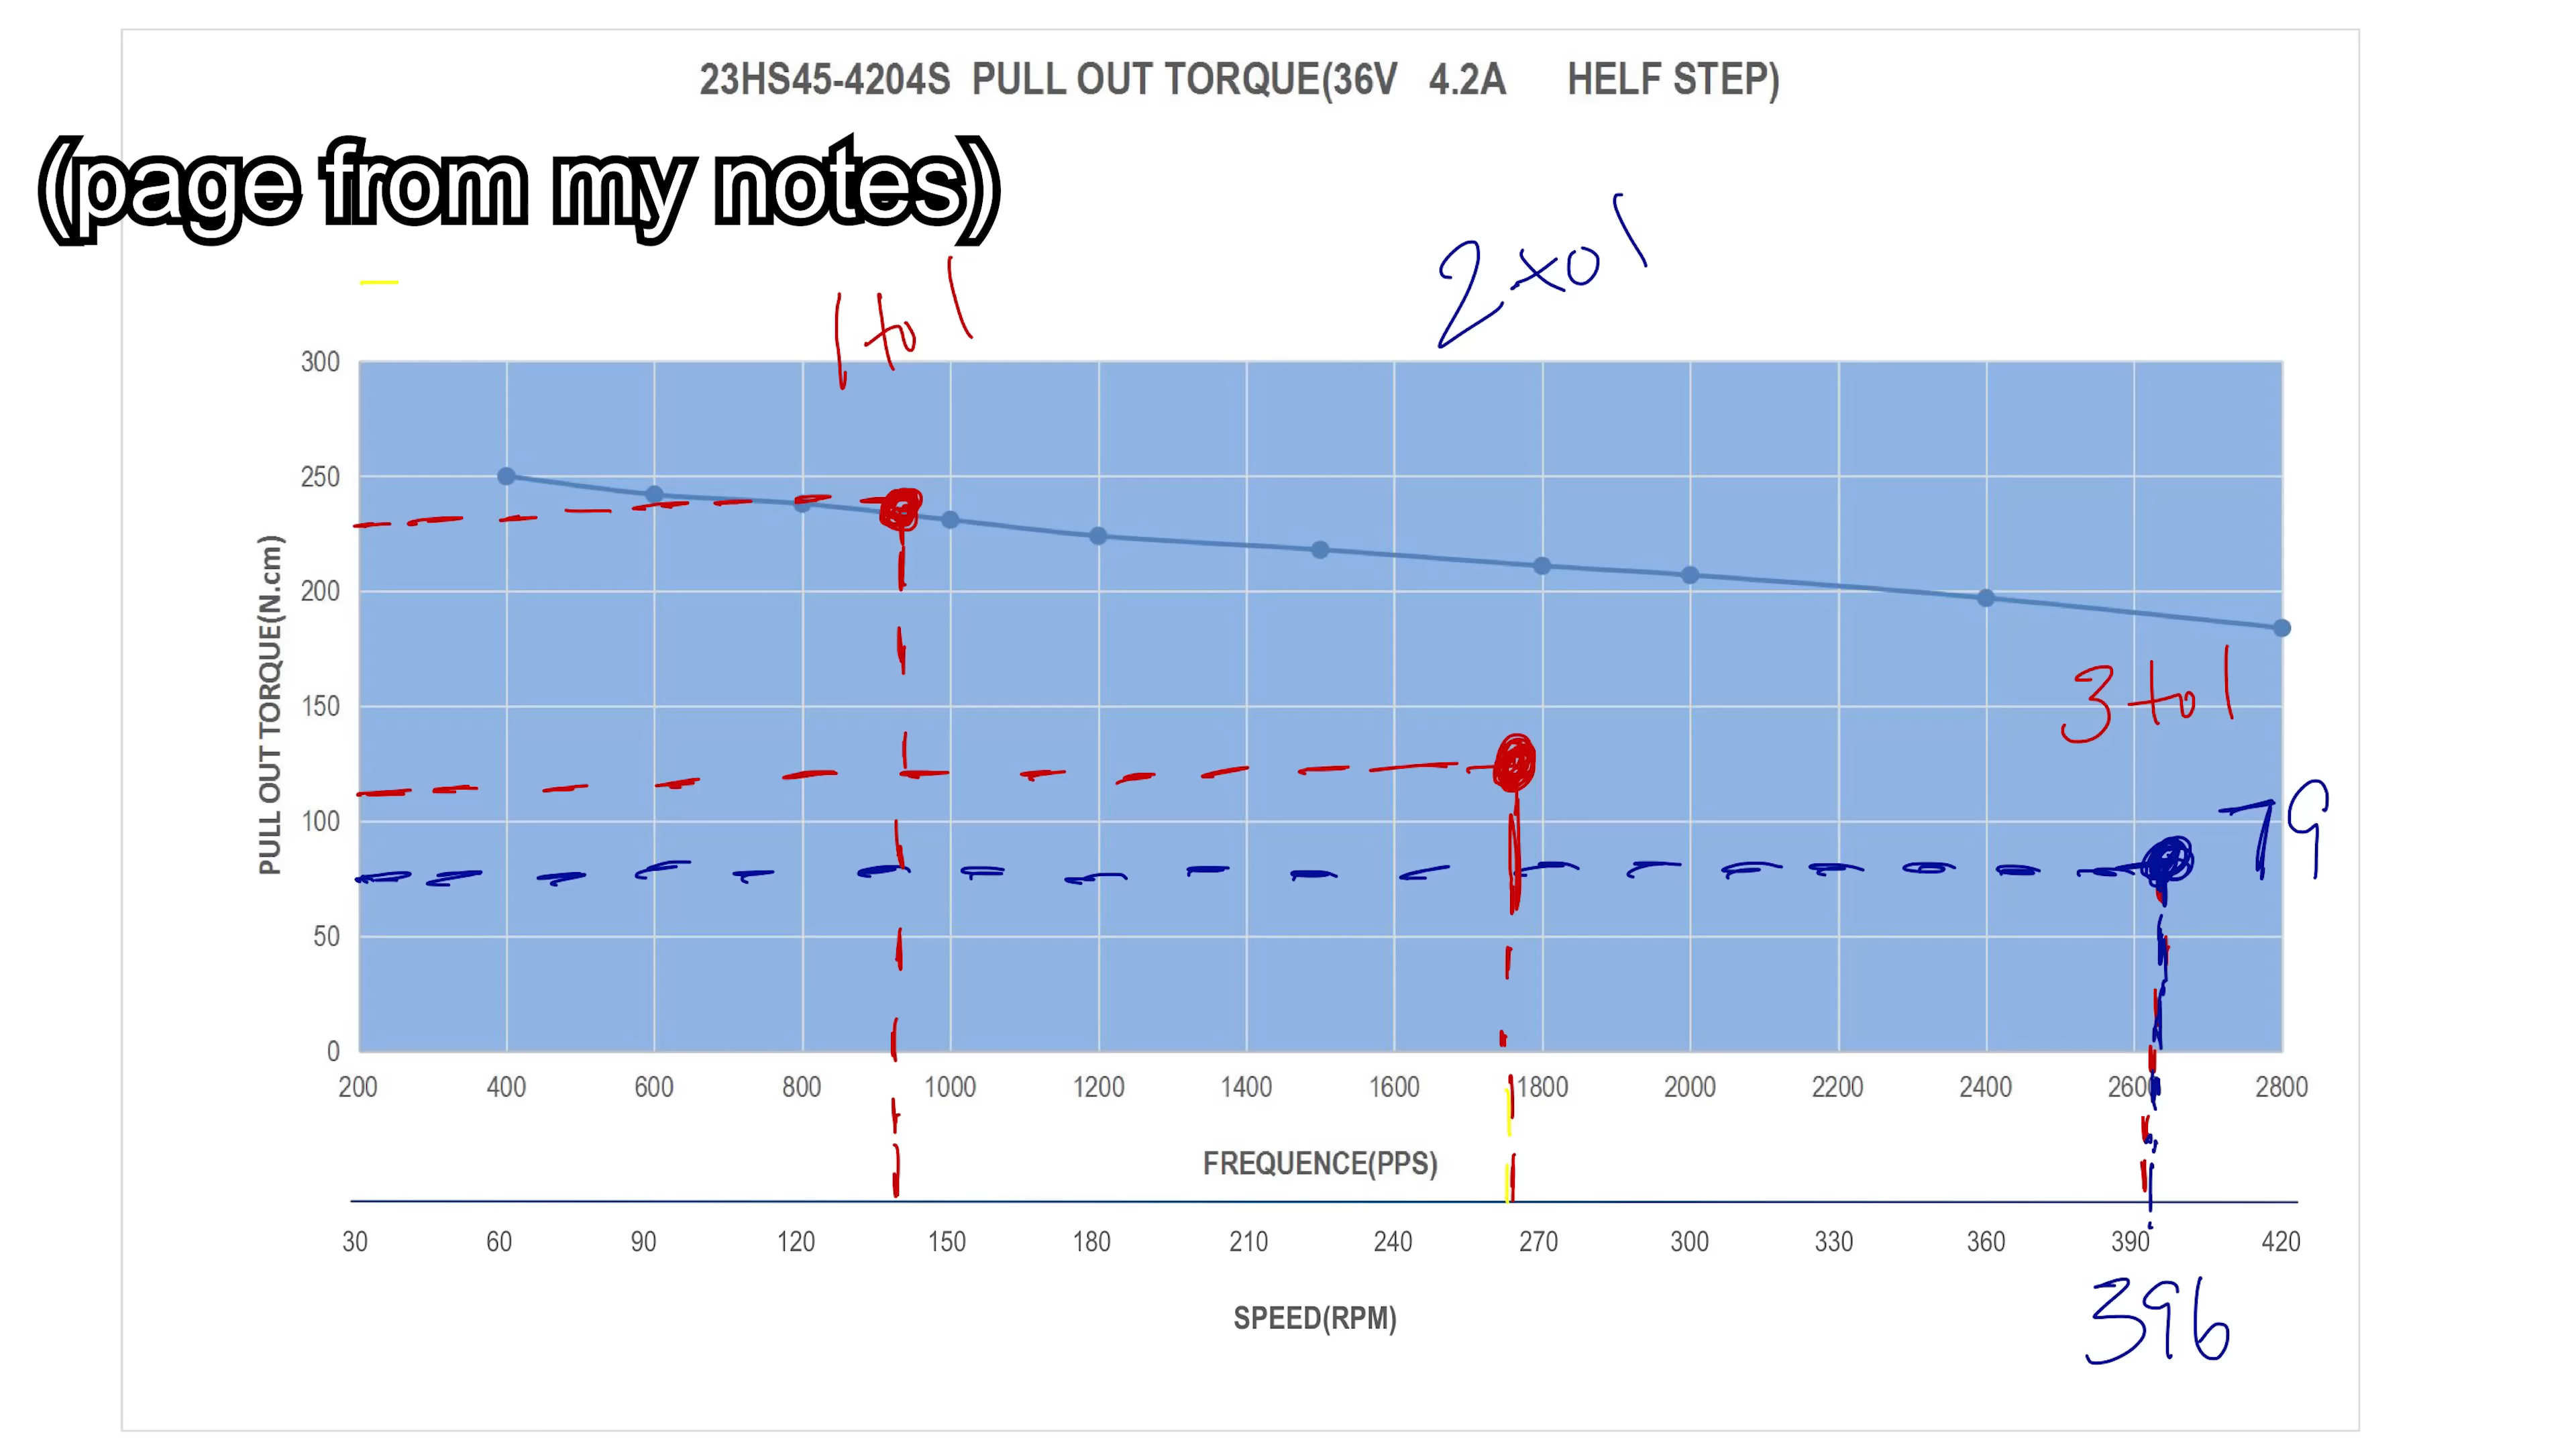 23HS45-4204S PULL OUT TORQUE(36V 4.2A HELF STEP)
(page from my notes)
2 to 1
1 to 1
300
250
200
150
100
50
0
PULL OUT TORQUE(N.cm)
3 to 1
79
200 400 600 800 1000 1200 1400 1600 1800 2000 2200 2400 2600 2800
FREQUENCE(PPS)
30 60 90 120 150 180 210 240 270 300 330 360 390 420
SPEED(RPM)
396